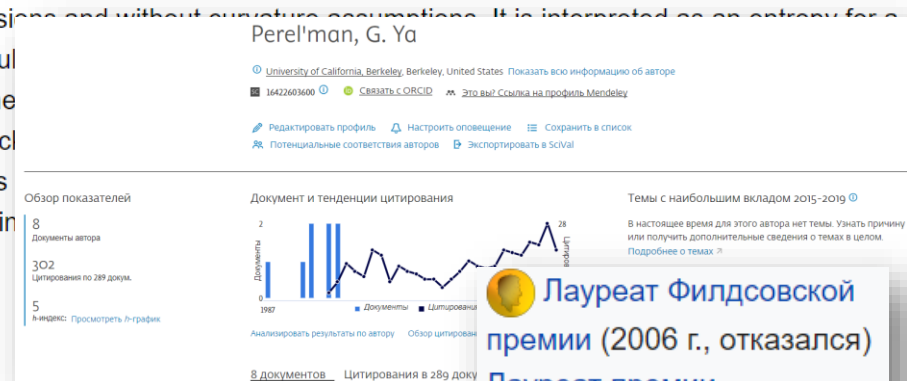 sions and without curvature assumptions. It is interpreted as an entropy for a
Perel'man, G. Ya
University of California, Berkeley, Berkeley, United States Показать всю информацию об авторе
16422603600 Связать с ORCID Это вы? Ссылка на профиль Mendeley
Редактировать профиль Настроить оповещение Сохранить в список
Потенциальные соответствия авторов Экспортировать в SciVal
Обзор показателей
8
Документы автора
302
Цитирования по 289 докум.
5
h-индекс: Просмотреть h-график
Документ и тенденции цитирования
2
28
Документы
0
1987
Документы Цитирования
Анализировать результаты по автору Обзор цитирован
Темы с наибольшим вкладом 2015-2019
В настоящее время для этого автора нет темы. Узнать причину
или получить дополнительные сведения о темах в целом.
Подробнее о темах
8 документов Цитирования в 289 доку
Лауреат Филдсовской
премии (2006 г., отказался)
Лауреат премии